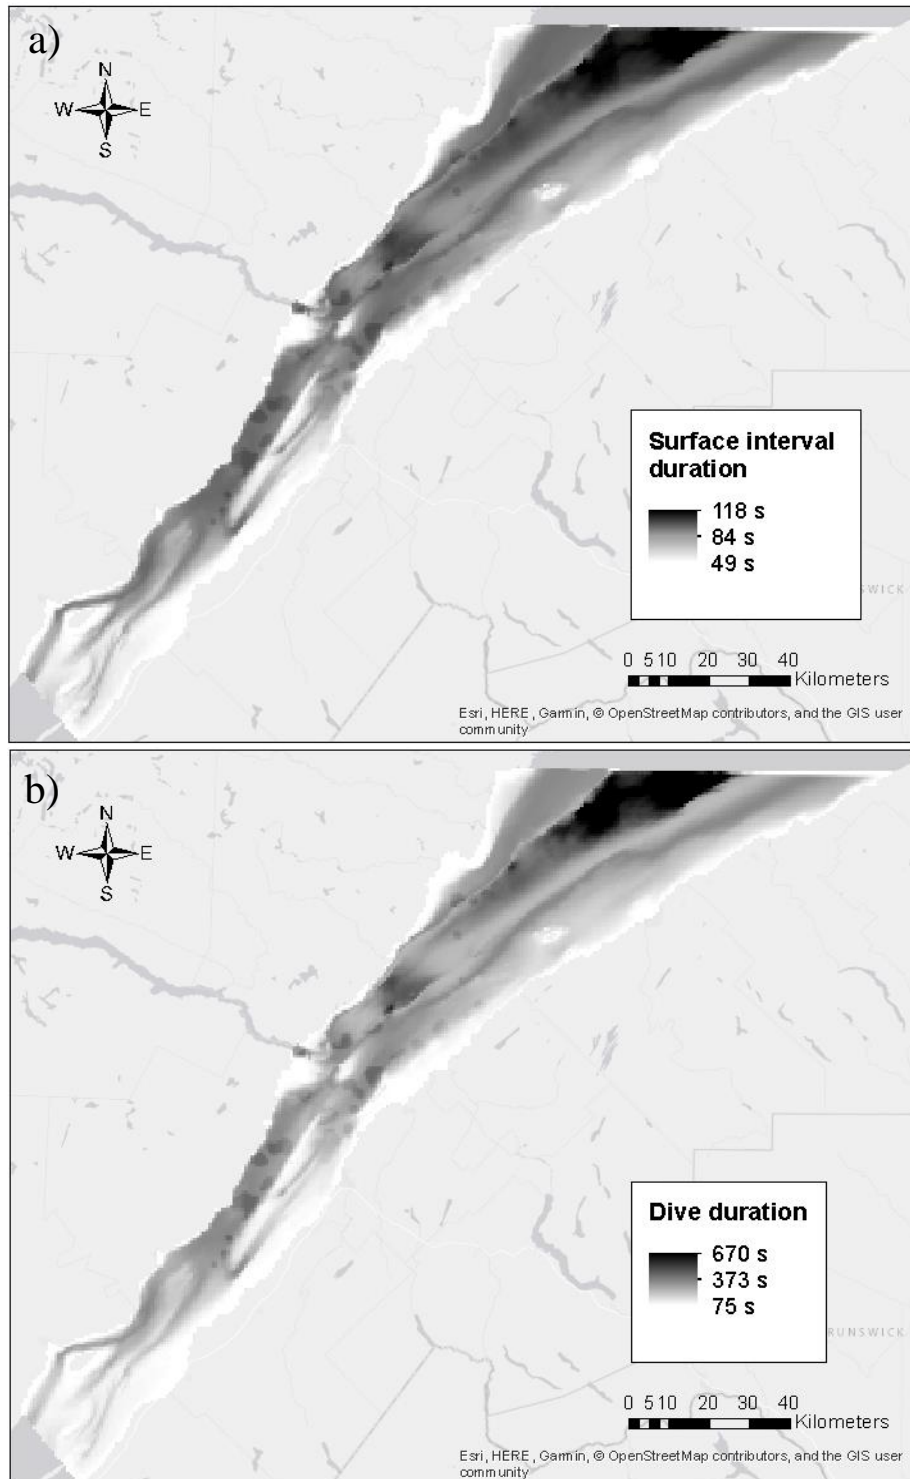 a)
N
W E
S
Surface interval
duration
118 s
84 s
49 s
SWICK
0 5 10 20 30 40
Kilometers
Esri, HERE, Garmin, © OpenStreetMap contributors, and the GIS user
community
b)
N
W E
S
Dive duration
670 s
373 s
75 s
RUNSWICK
0 5 10 20 30 40
Kilometers
Esri, HERE, Garmin, © OpenStreetMap contributors, and the GIS user
community